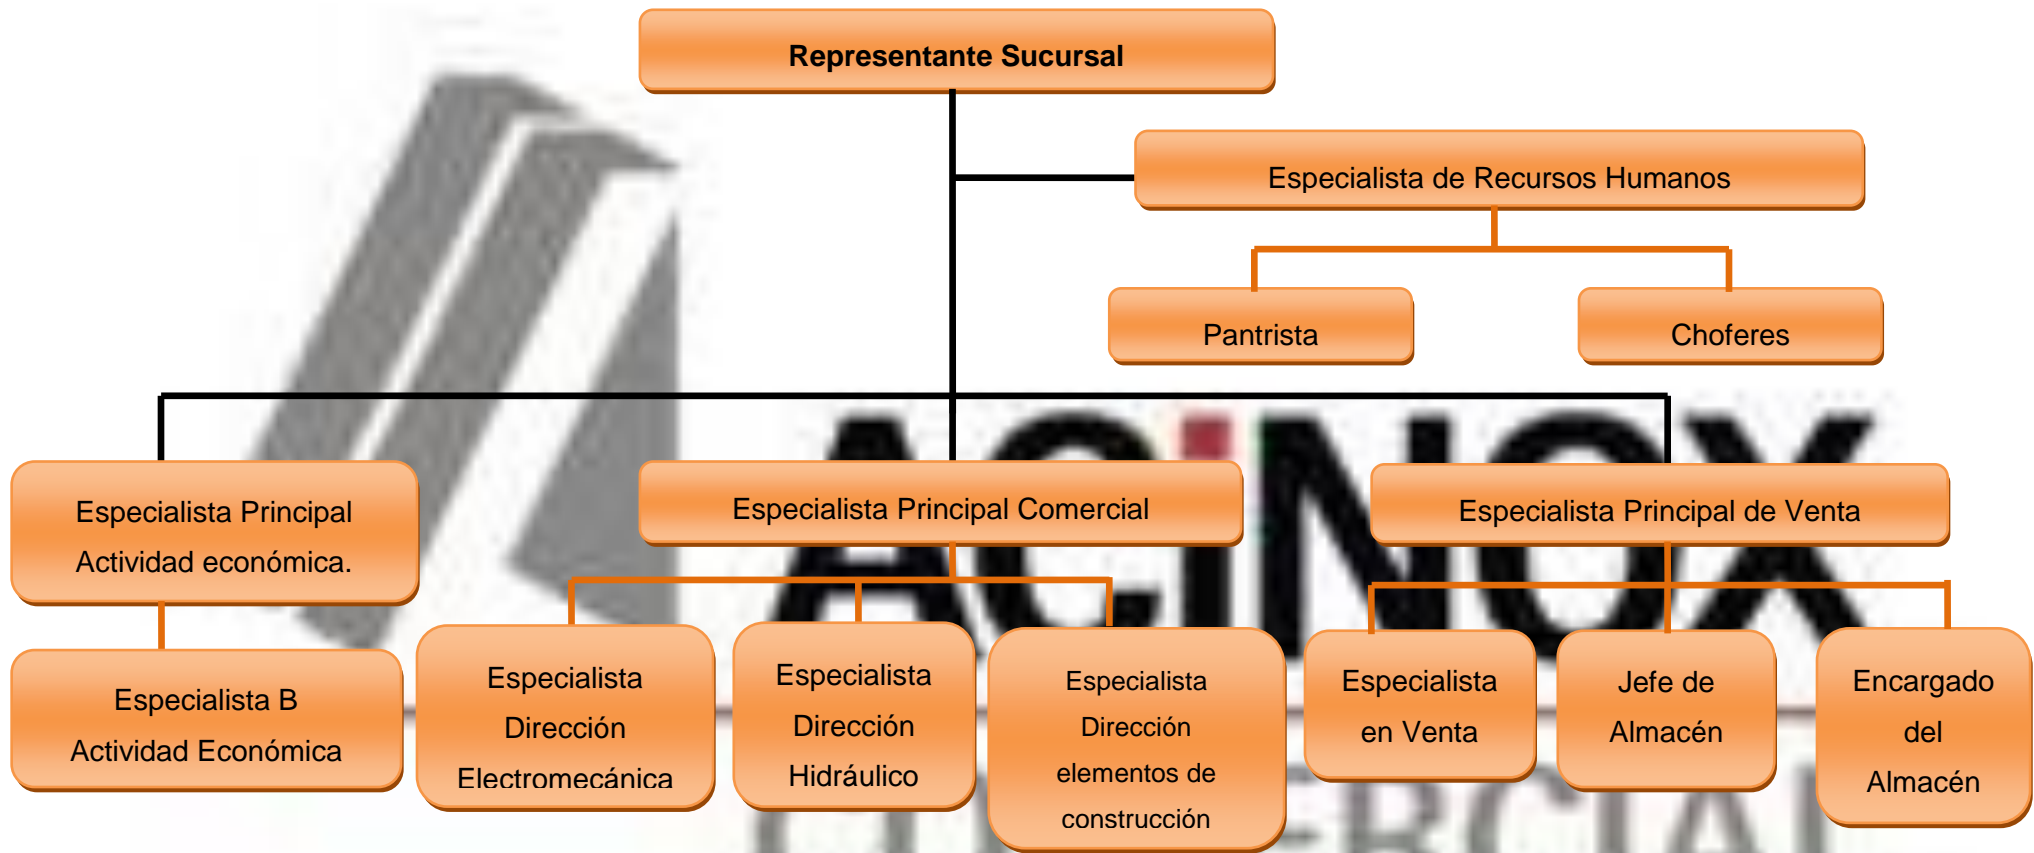 Representante Sucursal
Especialista de Recursos Humanos
Pantrista
Choferes
ACiNOX
Especialista Principal
Actividad económica.
Especialista Principal Comercial
Especialista Principal de Venta
Especialista B
Actividad Económica
Especialista
Dirección
Electromecánica
Especialista
Dirección
Hidráulico
Especialista
Dirección
elementos de
construcción
Especialista
en Venta
Jefe de
Almacén
Encargado
del
Almacén